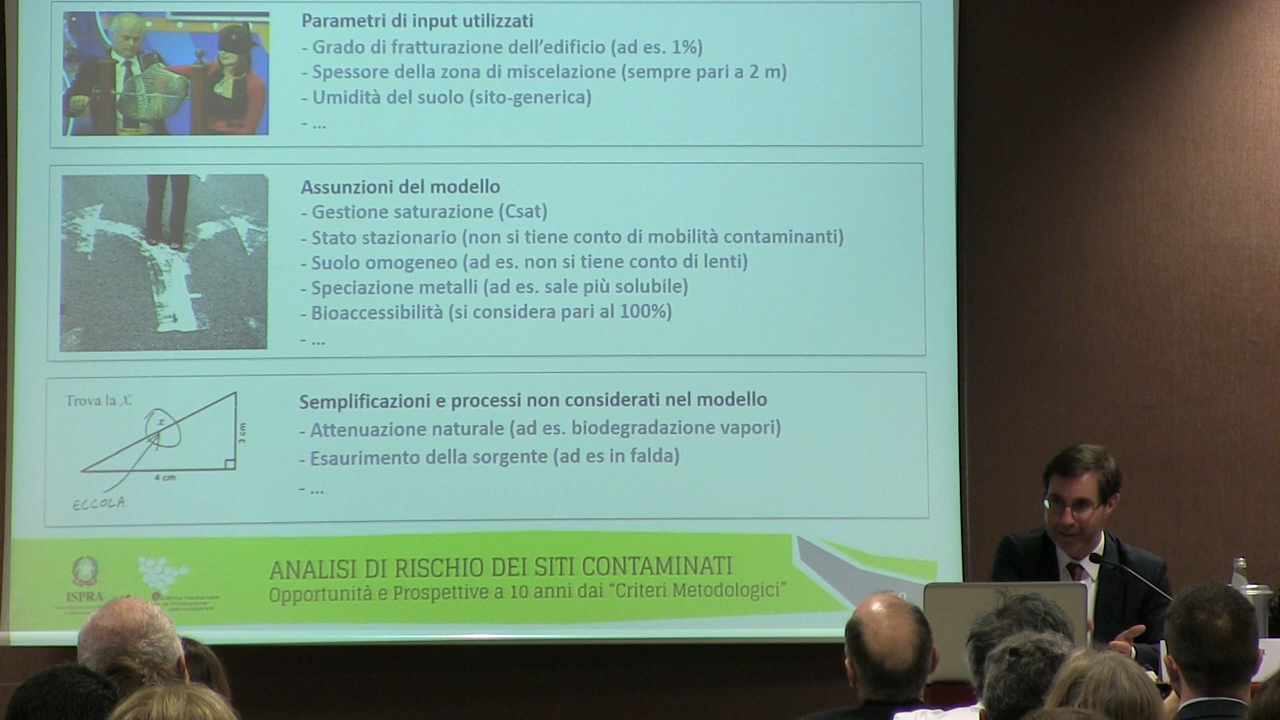 Parametri di input utilizzati
- Grado di fratturazione dell'edificio (ad es. 1%)
- Spessore della zona di miscelazione (sempre pari a 2 m)
- Umidità del suolo (sito-generica)
- ...
Assunzioni del modello
- Gestione saturazione (Csat)
- Stato stazionario (non si tiene conto di mobilità contaminanti)
- Suolo omogeneo (ad es. non si tiene conto di lenti)
- Speciazione metalli (ad es. sale più solubile)
- Bioaccessibilità (si considera pari al 100%)
- ...
Trova la X.
x
3 cm
4 cm
ECCOLA
Semplificazioni e processi non considerati nel modello
- Attenuazione naturale (ad es. biodegradazione vapori)
- Esaurimento della sorgente (ad es in falda)
- ...
ISPRA
ANALISI DI RISCHIO DEI SITI CONTAMINATI
Opportunità e Prospettive a 10 anni dai "Criteri Metodologici"